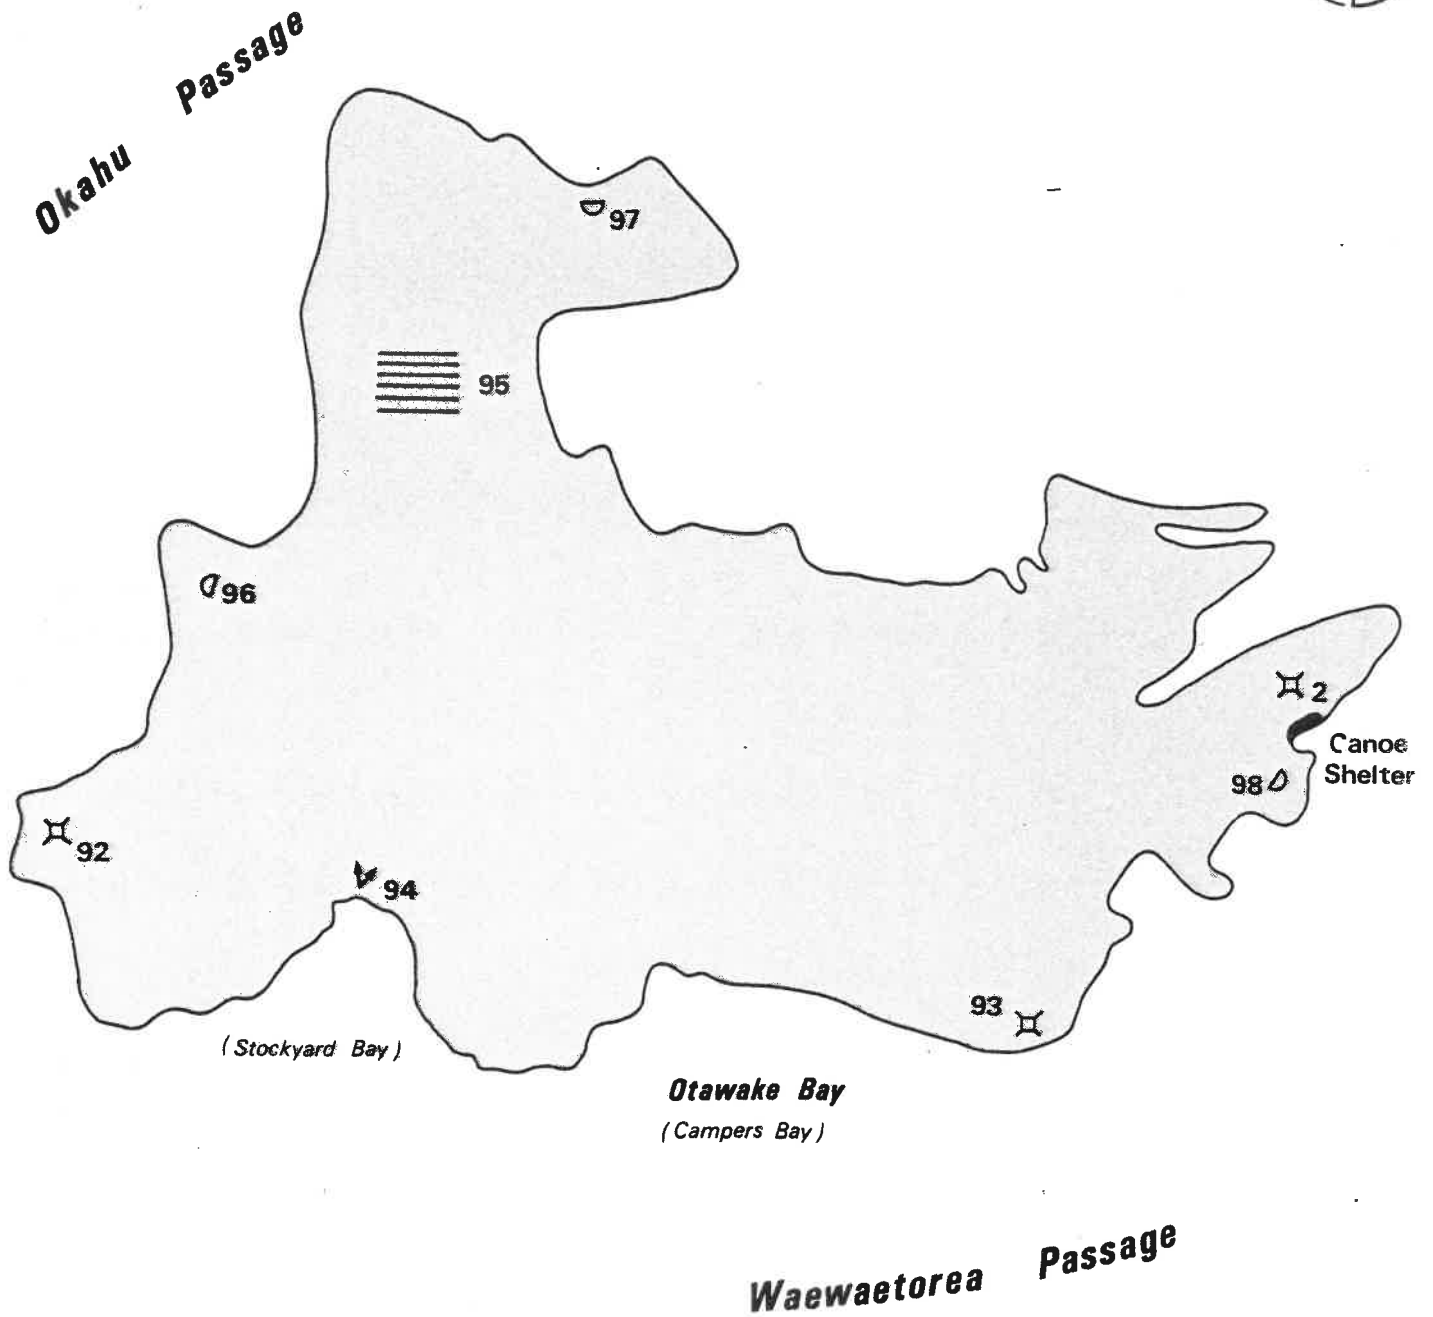 Okahu Passage
97
95
96
2
Canoe
Shelter
98
92
94
93
(Stockyard Bay)
Otawake Bay
(Campers Bay)
Waewaetorea Passage